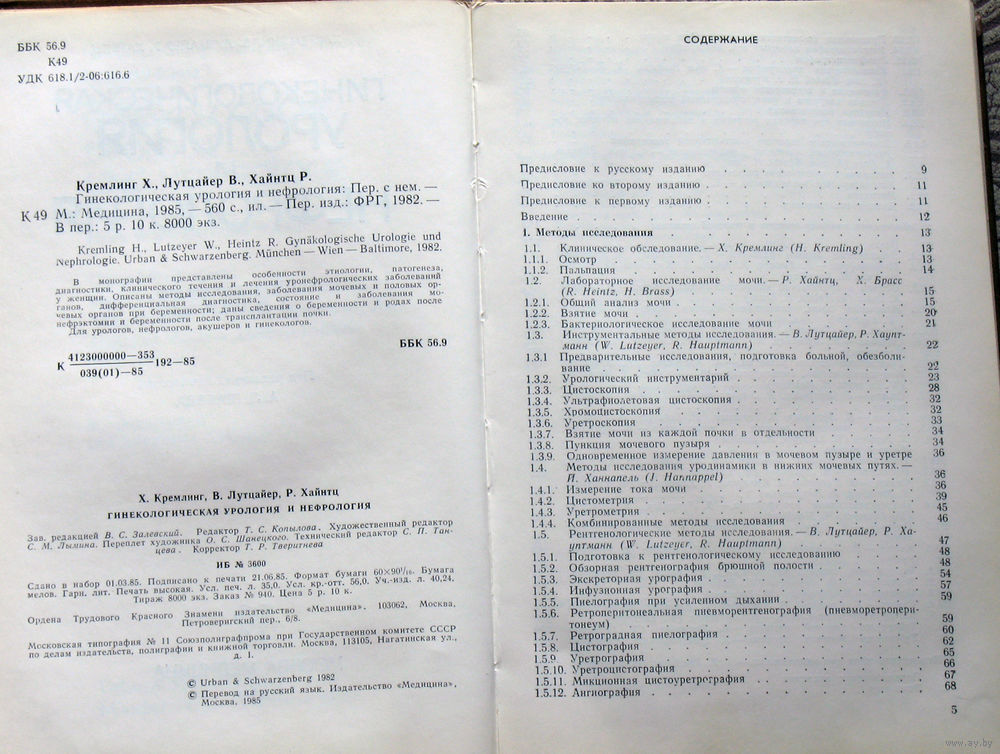 ББК 56.9
К49
УДК 618.1/2-06:616.6
Кремлинг Х., Лутцайер В., Хайнтц Р.
Гинекологическая урология и нефрология: Пер. с нем. —
К 49 М.: Медицина, 1985, — 560 с., ил. — Пер. изд.: ФРГ, 1982. —
В пер.: 5 р. 10 к. 8000 экз.
Kremling H., Lutzeyer W., Heintz R. Gynäkologische Urologie und
Nephrologie. Urban & Schwarzenberg. München — Wien — Baltimore, 1982.
В монографии представлены особенности этиологии, патогенеза,
диагностики, клинического течения и лечения уронефрологических заболеваний
у женщин. Описаны методы исследования, заболевания мочевых и половых ор-
ганов, дифференциальная диагностика, состояние и заболевания мо-
чевых органов при беременности; даны сведения о беременности и родах после
нефрэктомии и беременности после трансплантации почки.
Для урологов, нефрологов, акушеров и гинекологов.
К 4123000000—353 192—85
039(01)—85
ББК 56.9
Х. Кремлинг, В. Лутцайер, Р. Хайнтц
ГИНЕКОЛОГИЧЕСКАЯ УРОЛОГИЯ И НЕФРОЛОГИЯ
Зав. редакцией В. С. Залевский. Редактор Т. С. Копылова. Художественный редактор
С. М. Лымина. Переплет художника О. С. Шанецкого. Технический редактор С. П. Тан-
цева. Корректор Т. Р. Тверитнева
ИБ № 3600
Сдано в набор 01.03.85. Подписано к печати 21.06.85. Формат бумаги 60×90 1/16. Бумага
мелов. Гарн. лит. Печать высокая. Усл. печ. л. 35,0. Усл. кр.-отт. 56,0. Уч.-изд. л. 40,24.
Тираж 8000 экз. Заказ № 940. Цена 5 р. 10 к.
Ордена Трудового Красного Знамени издательство «Медицина». 103062, Москва,
Петроверигский пер., 6/8.
Московская типография № 11 Союзполиграфпрома при Государственном комитете СССР
по делам издательств, полиграфии и книжной торговли. Москва, 113105, Нагатинская ул.,
д. 1.
© Urban & Schwarzenberg 1982
© Перевод на русский язык. Издательство «Медицина»,
Москва, 1985
СОДЕРЖАНИЕ
Предисловие к русскому изданию 9
Предисловие ко второму изданию 11
Предисловие к первому изданию 11
Введение 12
1. Методы исследования 13
1.1. Клиническое обследование. — Х. Кремлинг (H. Kremling) 13
1.1.1. Осмотр 13
1.1.2. Пальпация 14
1.2. Лабораторное исследование мочи. — Р. Хайнтц, Х. Брасс
(R. Heintz, H. Brass) 15
1.2.1. Общий анализ мочи 15
1.2.2. Взятие мочи 20
1.2.3. Бактериологическое исследование мочи 21
1.3. Инструментальные методы исследования. — В. Лутцайер, Р. Хаупт-
манн (W. Lutzeyer, R. Hauptmann) 22
1.3.1 Предварительные исследования, подготовка больной, обезболи-
вание 22
1.3.2. Урологический инструментарий 23
1.3.3. Цистоскопия 28
1.3.4. Ультрафиолетовая цистоскопия 32
1.3.5. Хромоцистоскопия 32
1.3.6. Уретроскопия 33
1.3.7. Взятие мочи из каждой почки в отдельности 34
1.3.8. Пункция мочевого пузыря 34
1.3.9. Одновременное измерение давления в мочевом пузыре и уретре 36
1.4. Методы исследования уродинамики в нижних мочевых путях. —
Й. Ханнапель (J. Hannappel) 36
1.4.1. Измерение тока мочи 36
1.4.2. Цистометрия 39
1.4.3. Уретрометрия 45
1.4.4. Комбинированные методы исследования 46
1.5. Рентгенологические методы исследования. — В. Лутцайер, Р. Ха-
уптманн (W. Lutzeyer, R. Hauptmann) 47
1.5.1. Подготовка к рентгенологическому исследованию 48
1.5.2. Обзорная рентгенография брюшной полости 48
1.5.3. Экскреторная урография 54
1.5.4. Инфузионная урография 57
1.5.5. Пиелография при усиленном дыхании 59
1.5.6. Ретроперитонеальная пневморентгенография (пневморетропери-
тонеум) 59
1.5.7. Ретроградная пиелография 60
1.5.8. Цистография 62
1.5.9. Уретрография 65
1.5.10. Уретроцистография 66
1.5.11. Микционная цистоуретрография 67
1.5.12. Ангиография 68
5
www.ay.by